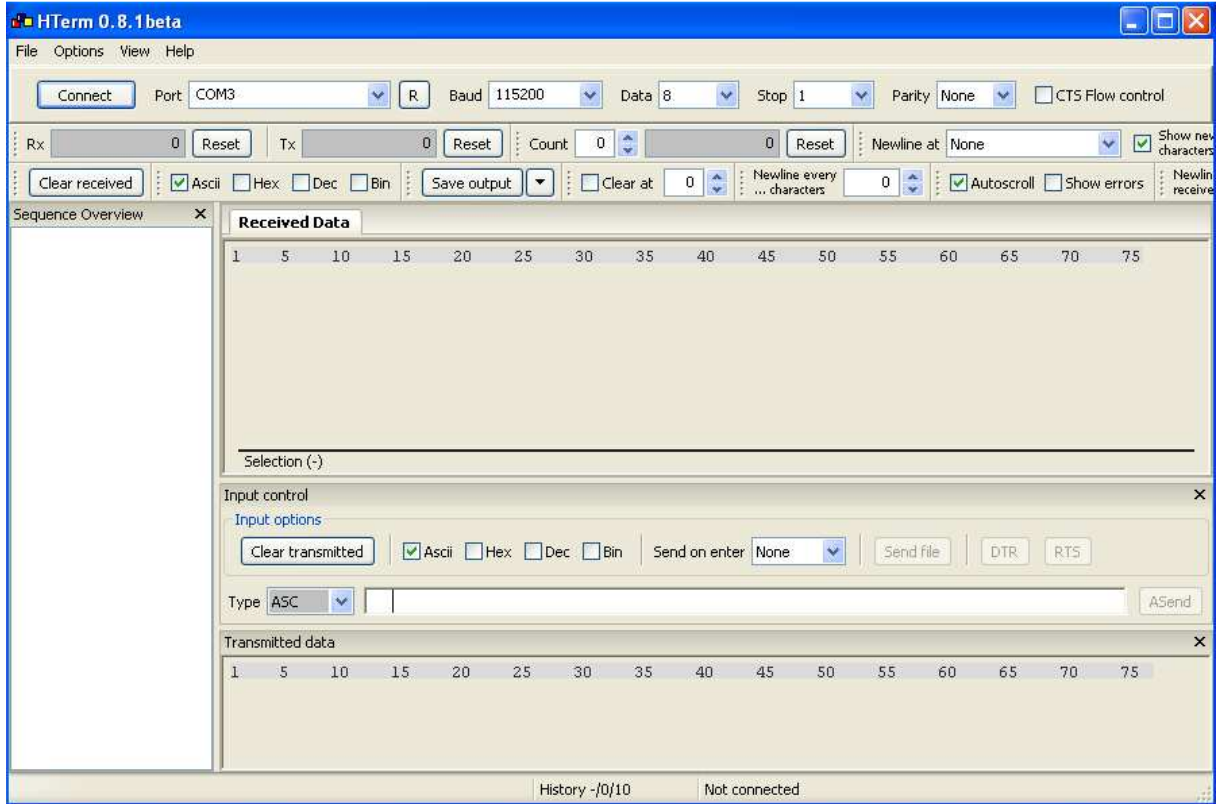 HTerm 0.8.1beta
File Options View Help
Connect Port COM3 R Baud 115200 Data 8 Stop 1 Parity None CTS Flow control
Rx 0 Reset Tx 0 Reset Count 0 0 Reset Newline at None Show new
characters
Clear received Ascii Hex Dec Bin Save output Clear at 0 Newline every
... characters 0 Autoscroll Show errors Newlin
receive
Sequence Overview
Received Data
1 5 10 15 20 25 30 35 40 45 50 55 60 65 70 75
Selection (-)
Input control
Input options
Clear transmitted Ascii Hex Dec Bin Send on enter None Send file DTR RTS
Type ASC ASend
Transmitted data
1 5 10 15 20 25 30 35 40 45 50 55 60 65 70 75
History -/0/10 Not connected